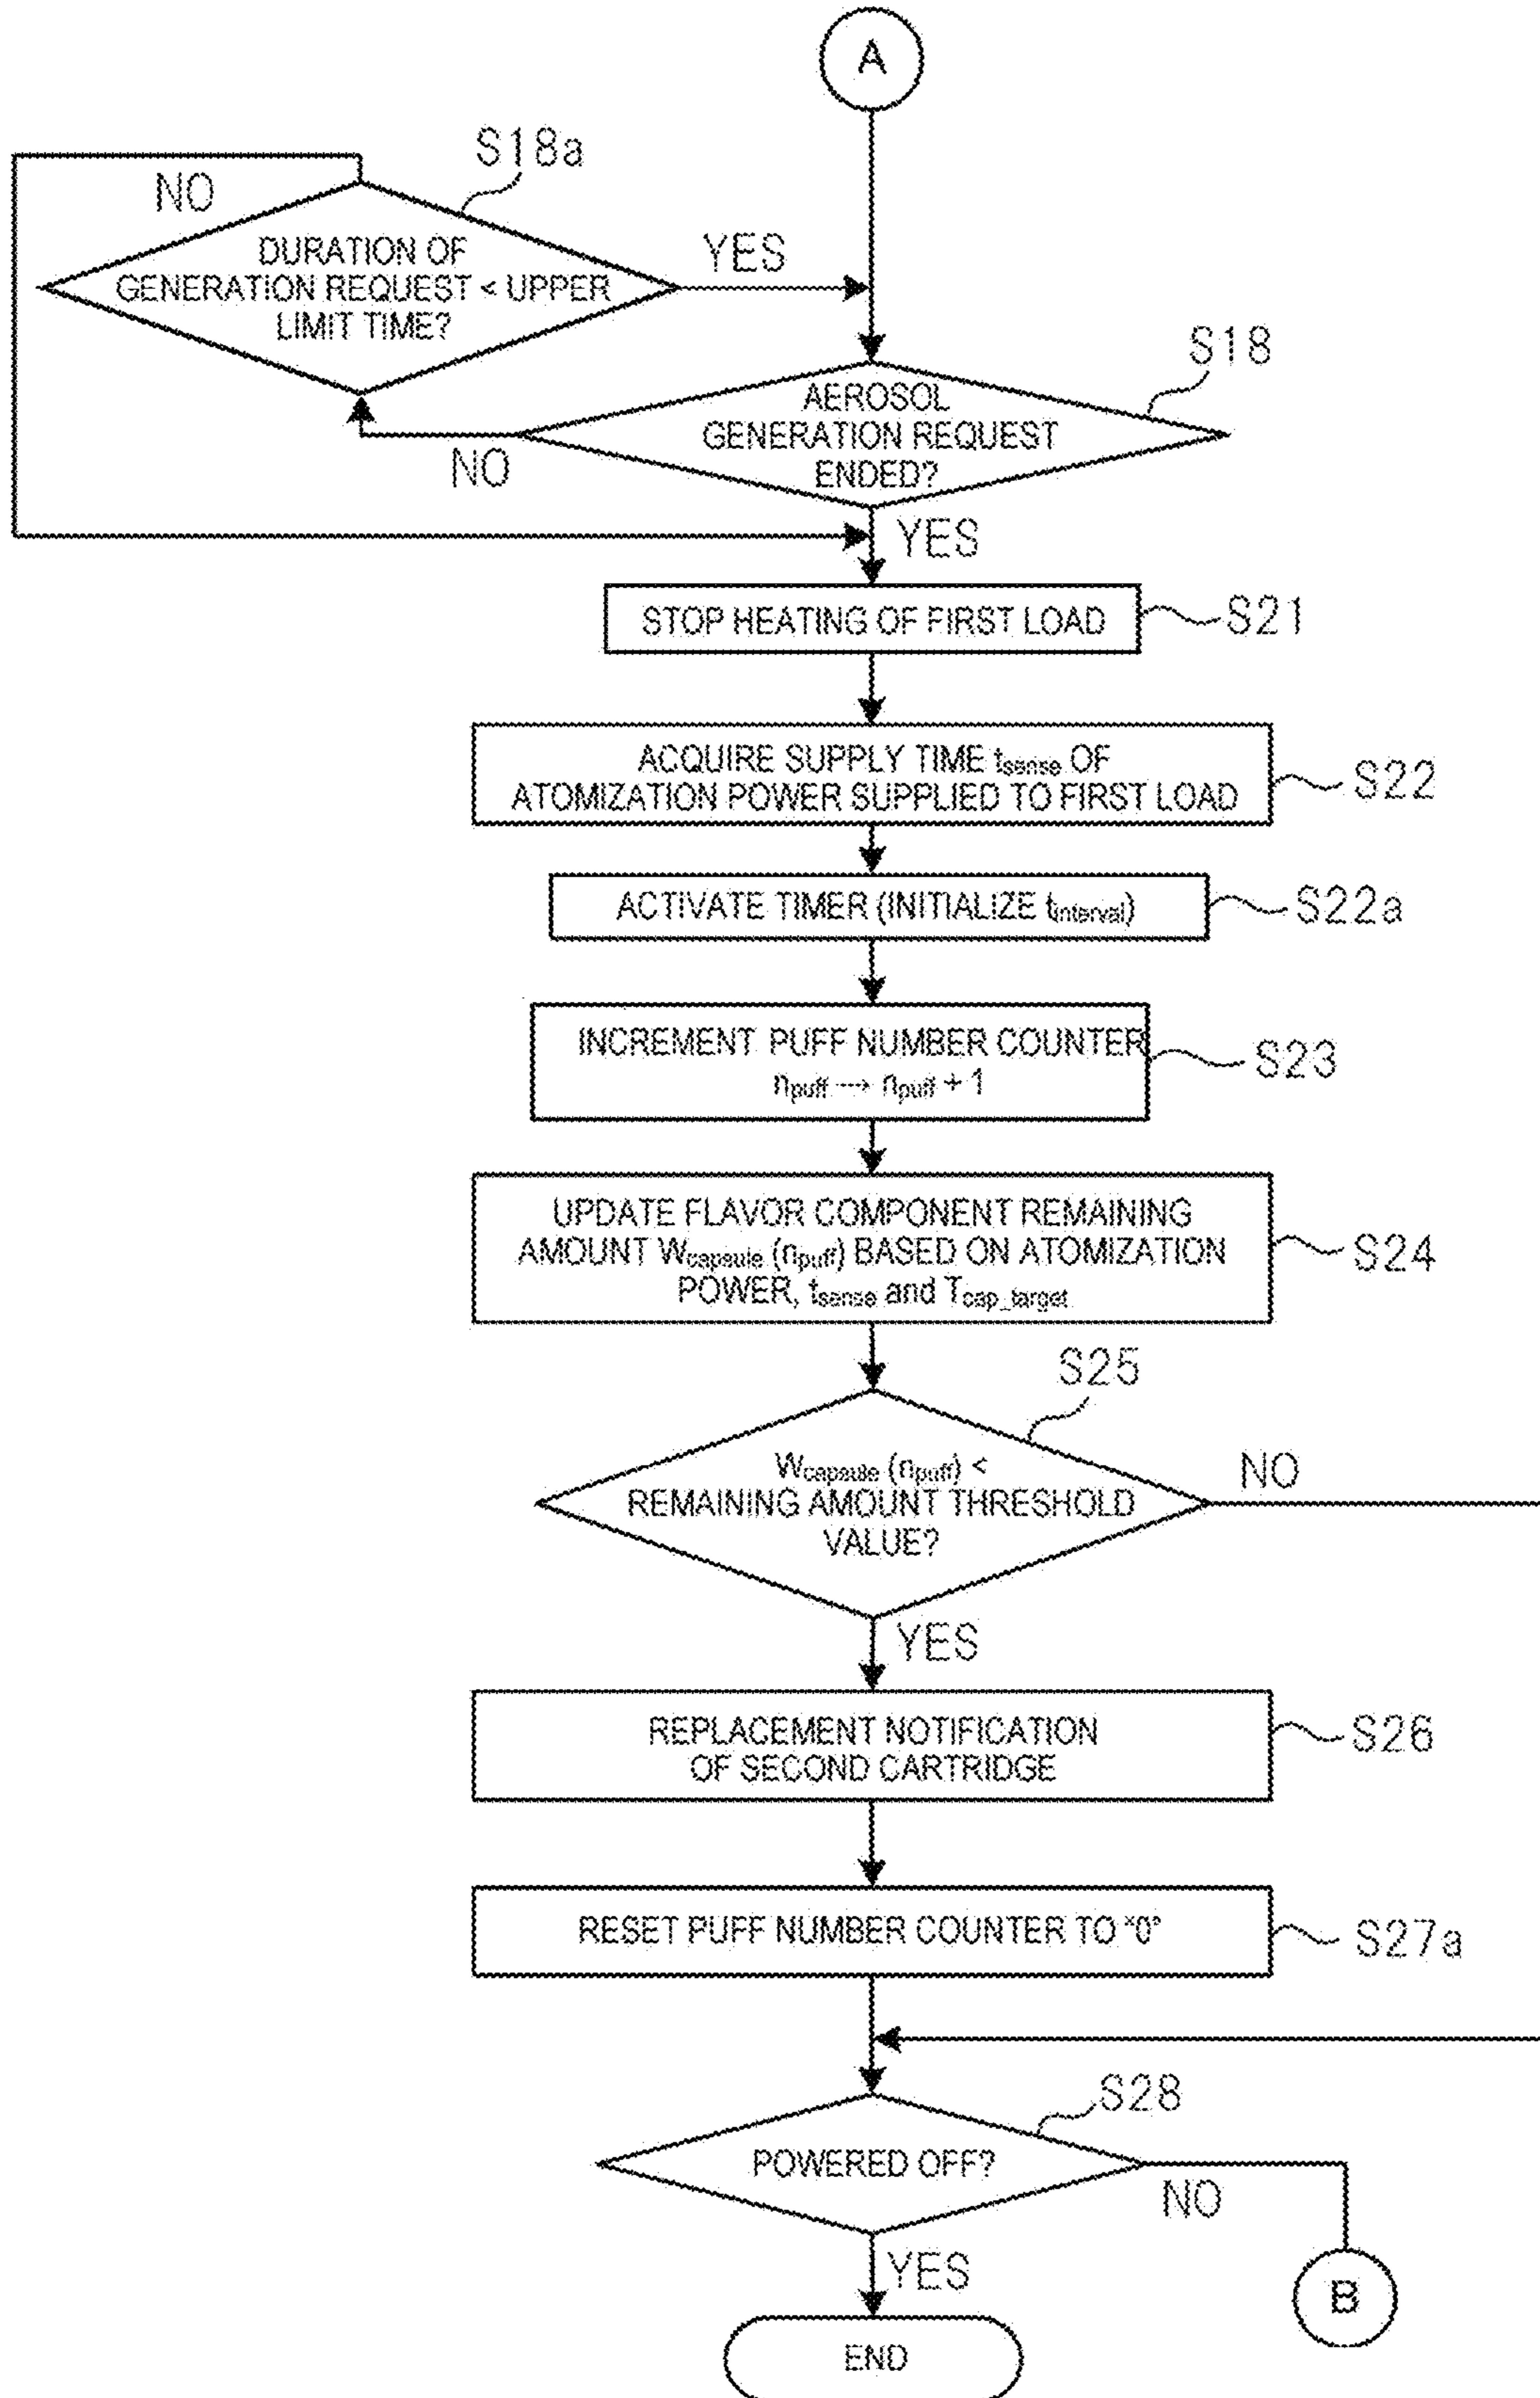 A
S18a
NO
DURATION OF
GENERATION REQUEST < UPPER
LIMIT TIME?
YES
S18
AEROSOL
GENERATION REQUEST
ENDED?
NO
YES
STOP HEATING OF FIRST LOAD
S21
ACQUIRE SUPPLY TIME tsense OF
ATOMIZATION POWER SUPPLIED TO FIRST LOAD
S22
ACTIVATE TIMER (INITIALIZE tinterval)
S22a
INCREMENT PUFF NUMBER COUNTER
npuff → npuff + 1
S23
UPDATE FLAVOR COMPONENT REMAINING
AMOUNT Wcapsule (npuff) BASED ON ATOMIZATION
POWER, tsense and Tcap_target
S24
S25
Wcapsule (npuff) <
REMAINING AMOUNT THRESHOLD
VALUE?
NO
YES
REPLACEMENT NOTIFICATION
OF SECOND CARTRIDGE
S26
RESET PUFF NUMBER COUNTER TO "0"
S27a
S28
POWERED OFF?
NO
YES
B
END